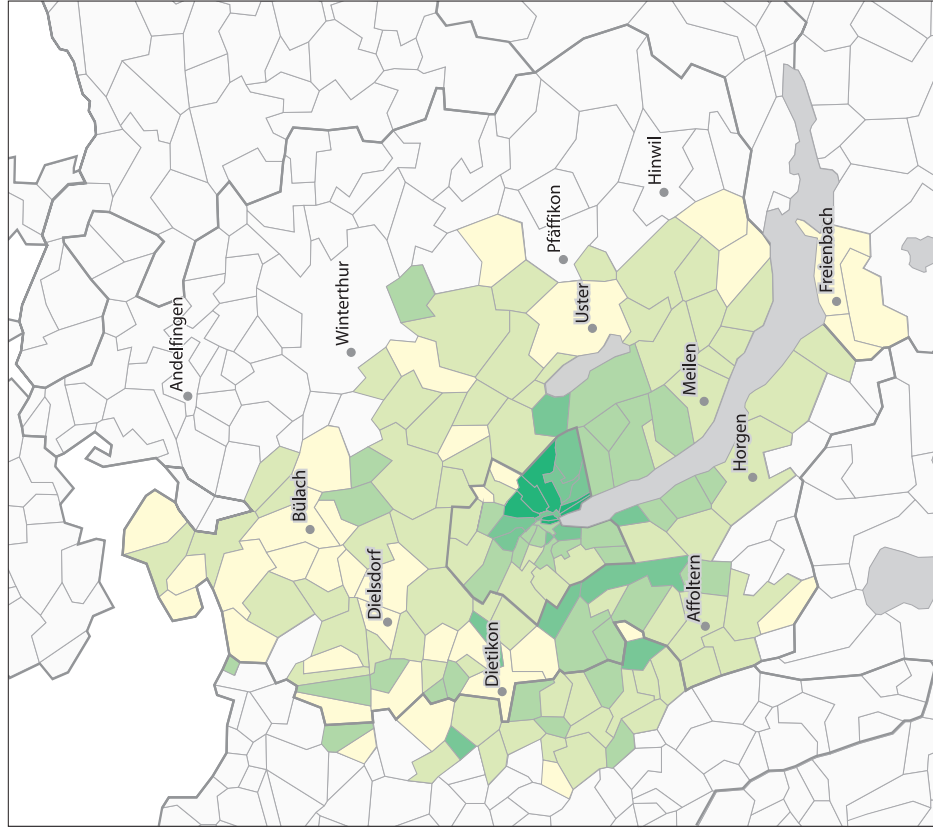 Andelfingen
Winterthur
Bülach
Dielsdorf
Dietikon
Pfäffikon
Hinwil
Uster
Meilen
Horgen
Affoltern
Freienbach